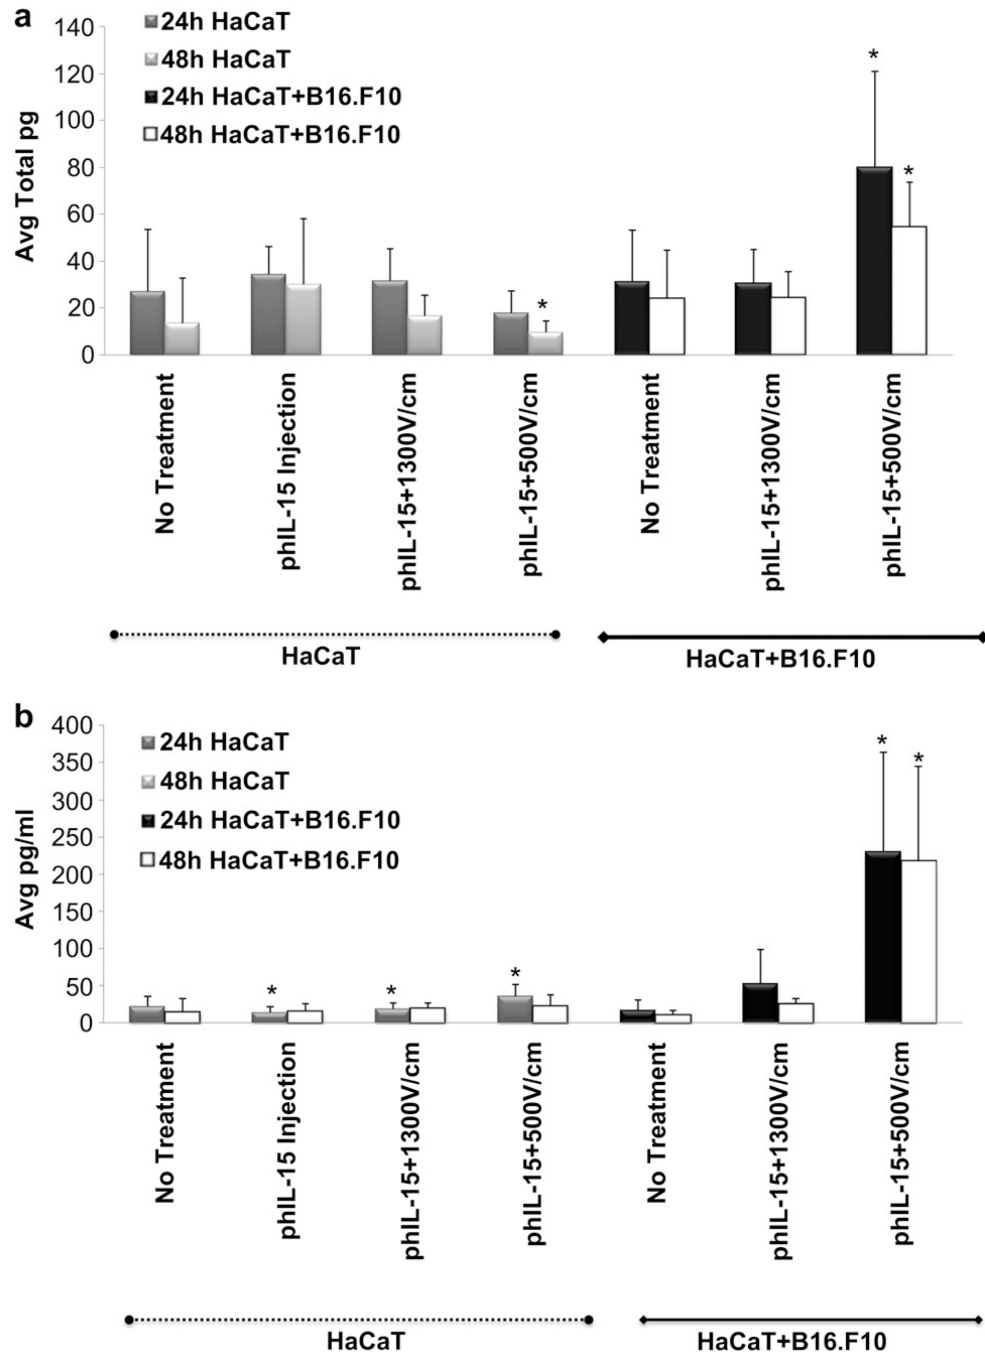 a
Avg Total pg
140
120
100
80
60
40
20
0
24h HaCaT
48h HaCaT
24h HaCaT+B16.F10
48h HaCaT+B16.F10
*
*
*
No Treatment
phIL-15 Injection
phIL-15+1300V/cm
phIL-15+500V/cm
No Treatment
phIL-15+1300V/cm
phIL-15+500V/cm
HaCaT
HaCaT+B16.F10
b
Avg pg/ml
400
350
300
250
200
150
100
50
0
24h HaCaT
48h HaCaT
24h HaCaT+B16.F10
48h HaCaT+B16.F10
*
*
*
*
*
No Treatment
phIL-15 Injection
phIL-15+1300V/cm
phIL-15+500V/cm
No Treatment
phIL-15+1300V/cm
phIL-15+500V/cm
HaCaT
HaCaT+B16.F10